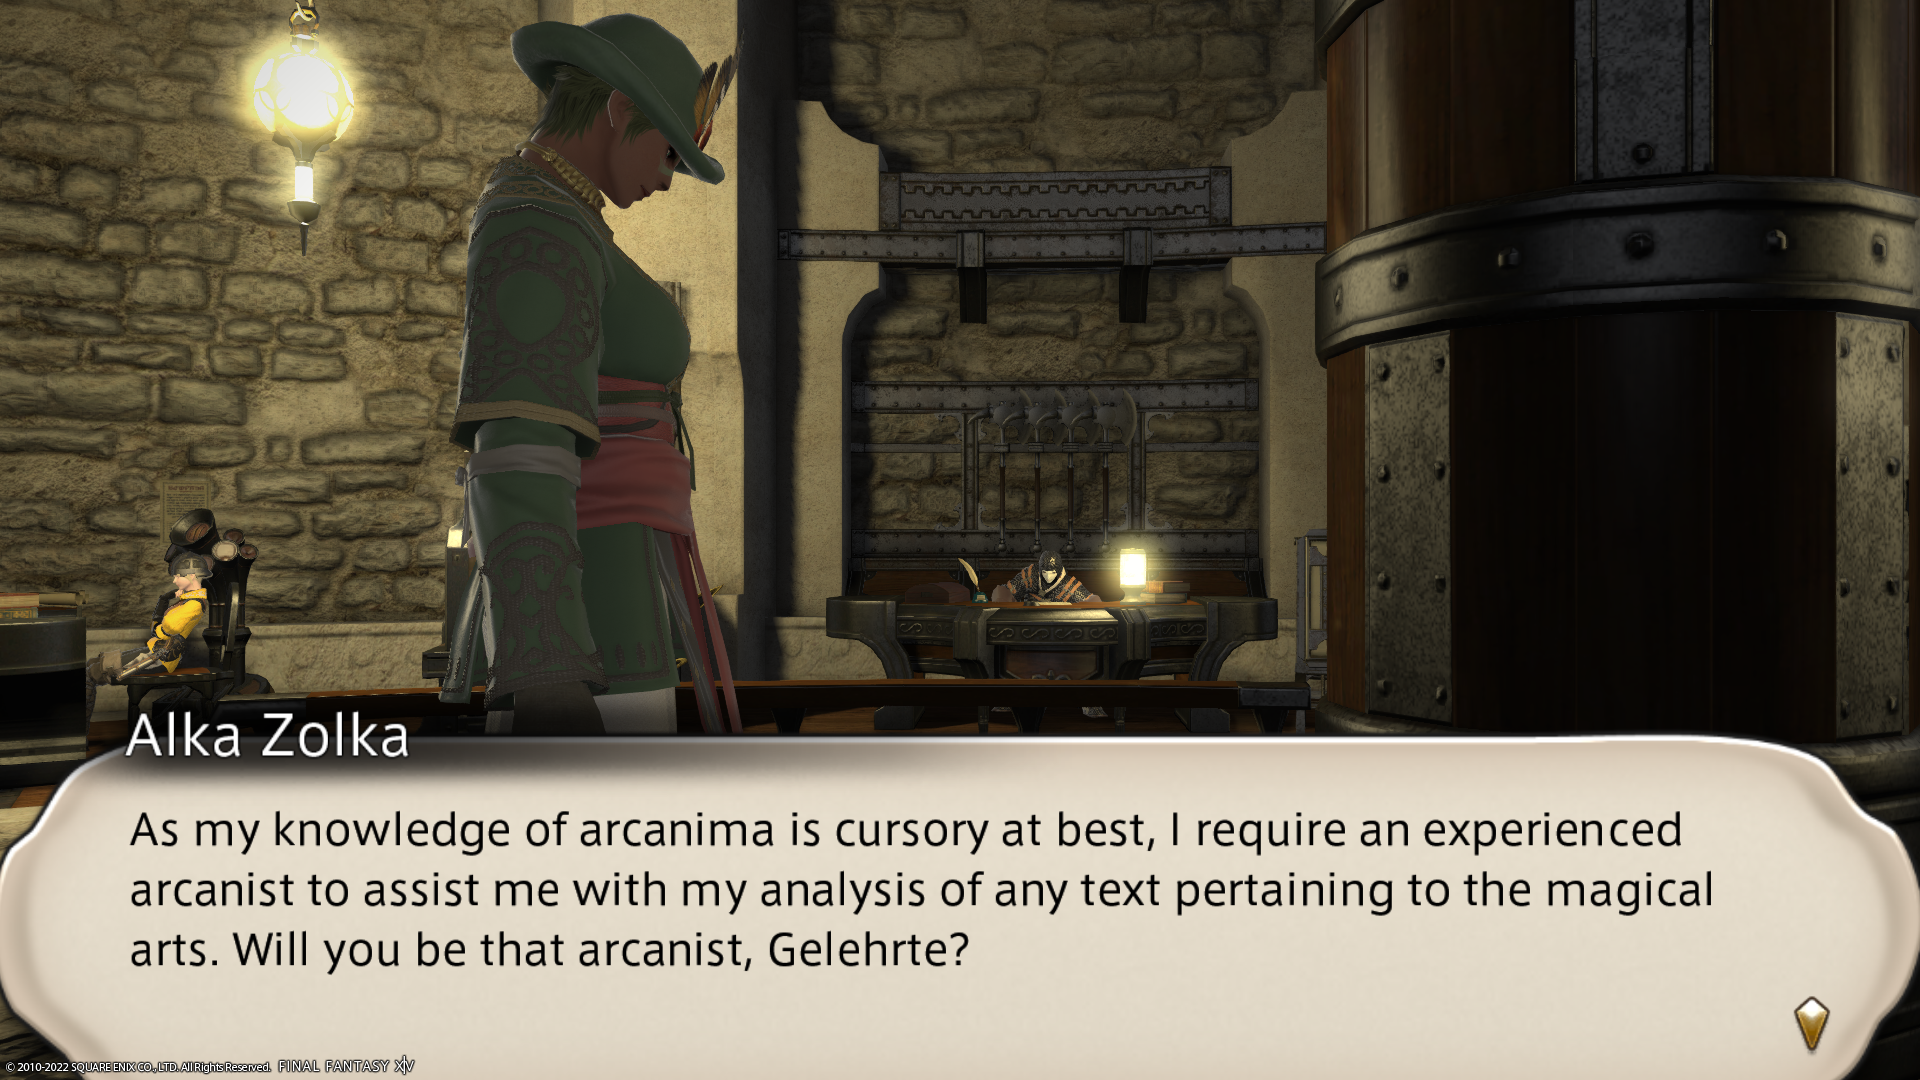 Alka Zolka
As my knowledge of arcanima is cursory at best, I require an experienced
arcanist to assist me with my analysis of any text pertaining to the magical
arts. Will you be that arcanist, Gelehrte?
© 2010-2022 SQUARE ENIX CO., LTD. All Rights Reserved. FINAL FANTASY XIV